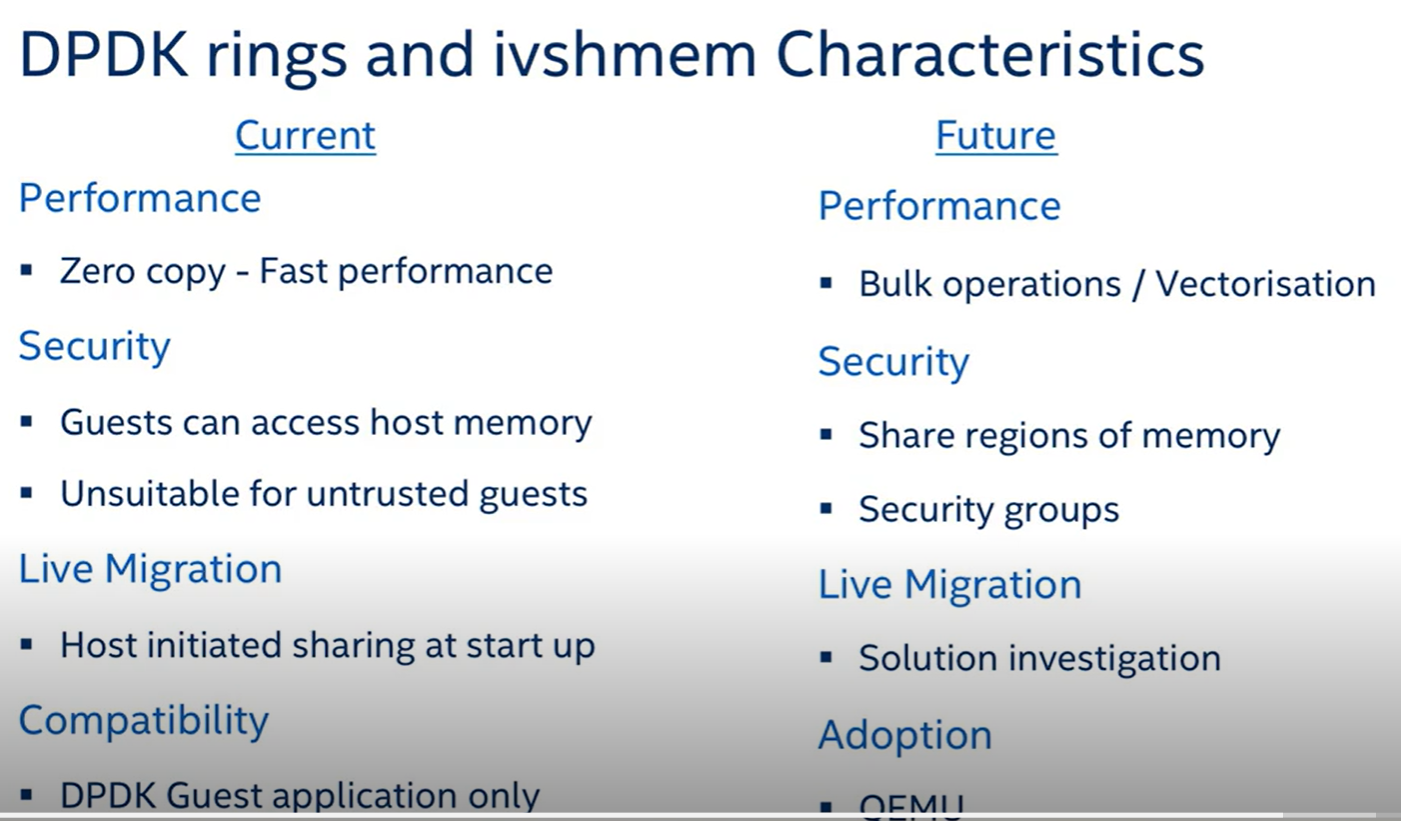 DPDK rings and ivshmem Characteristics
Current
Performance
▪ Zero copy - Fast performance
Security
▪ Guests can access host memory
▪ Unsuitable for untrusted guests
Live Migration
▪ Host initiated sharing at start up
Compatibility
▪ DPDK Guest application only
Future
Performance
▪ Bulk operations / Vectorisation
Security
▪ Share regions of memory
▪ Security groups
Live Migration
▪ Solution investigation
Adoption
▪ QEMU